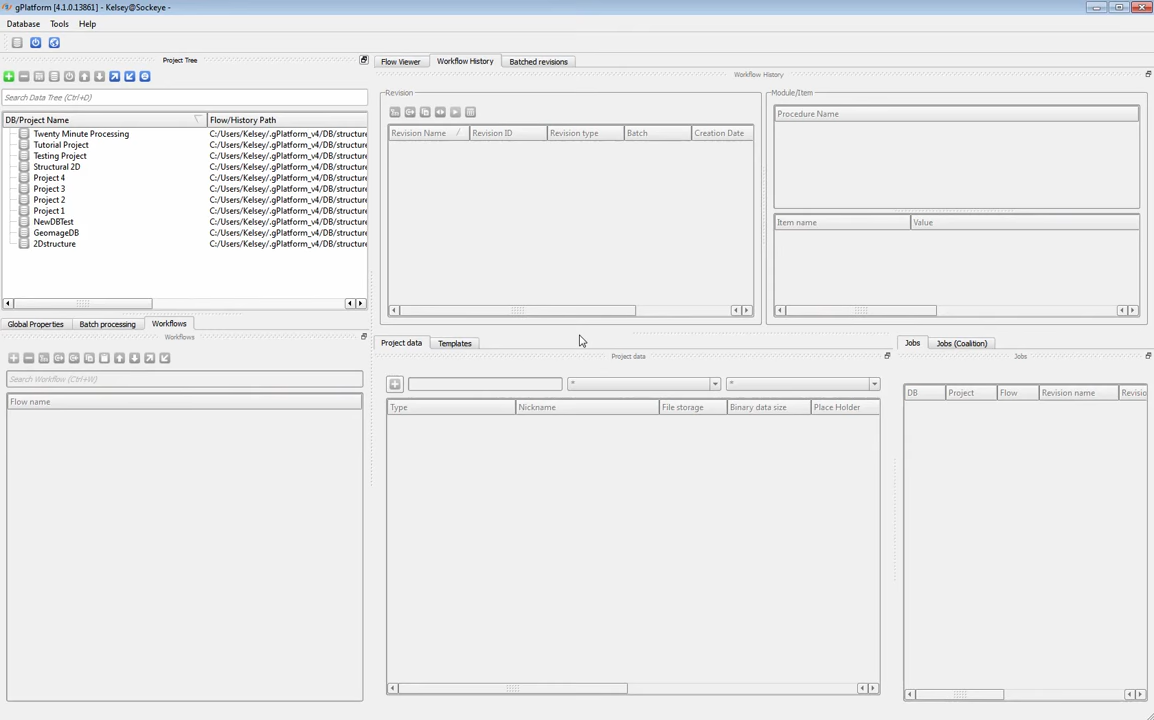 gPlatform [4.1.0.13861] - Kelsey@Sockeye -
Database Tools Help
Project Tree
Search Data Tree (Ctrl+D)
DB/Project Name Flow/History Path
Twenty Minute Processing C:/Users/Kelsey/.gPlatform_v4/DB/structure
Tutorial Project C:/Users/Kelsey/.gPlatform_v4/DB/structure
Testing Project C:/Users/Kelsey/.gPlatform_v4/DB/structure
Structural 2D C:/Users/Kelsey/.gPlatform_v4/DB/structure
Project 4 C:/Users/Kelsey/.gPlatform_v4/DB/structure
Project 3 C:/Users/Kelsey/.gPlatform_v4/DB/structure
Project 2 C:/Users/Kelsey/.gPlatform_v4/DB/structure
Project 1 C:/Users/Kelsey/.gPlatform_v4/DB/structure
NewDBTest C:/Users/Kelsey/.gPlatform_v4/DB/structure
GeomageDB C:/Users/Kelsey/.gPlatform_v4/DB/structure
2Dstructure C:/Users/Kelsey/.gPlatform_v4/DB/structure
Global Properties Batch processing Workflows
Workflows
Search Workflow (Ctrl+W)
Flow name
Flow Viewer Workflow History Batched revisions
Workflow History
Revision
Revision Name Revision ID Revision type Batch Creation Date
Module/Item
Procedure Name
Item name Value
Project data Templates
Project data
* *
Type Nickname File storage Binary data size Place Holder
Jobs Jobs (Coalition)
Jobs
DB Project Flow Revision name Revisio